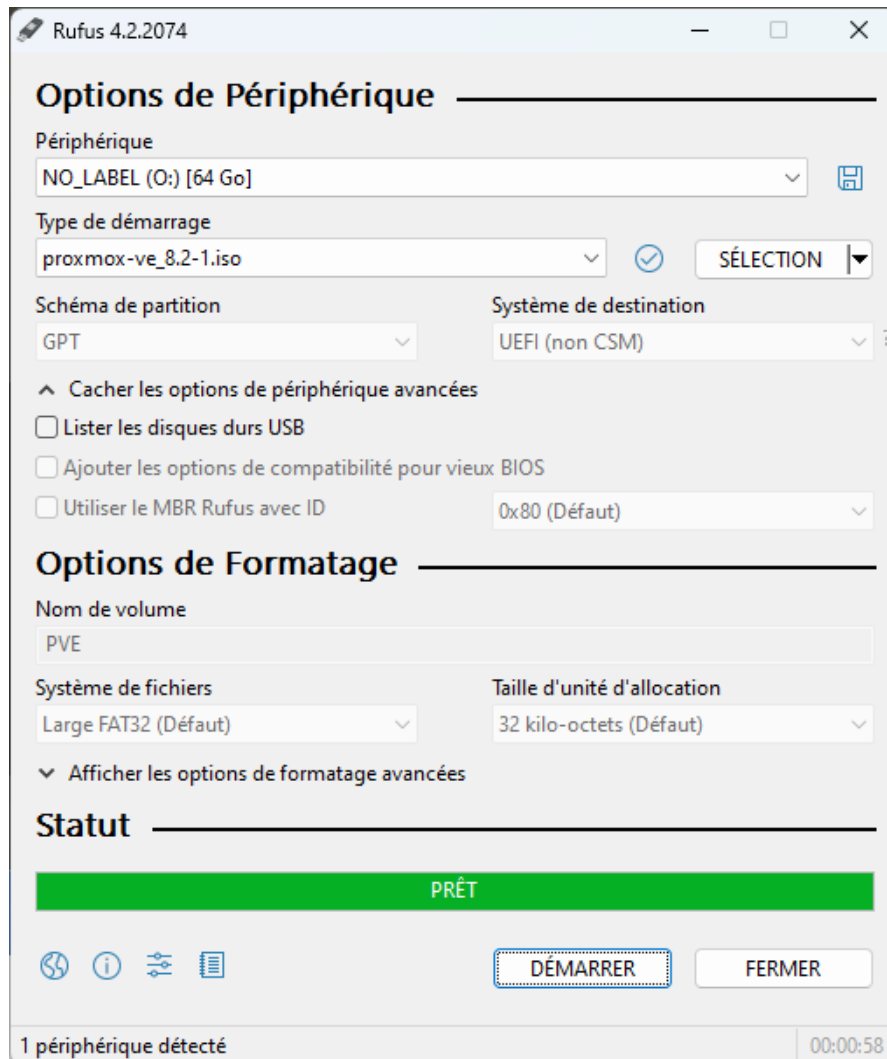 Rufus 4.2.2074
Options de Périphérique
Périphérique
NO_LABEL (O:) [64 Go]
Type de démarrage
proxmox-ve_8.2-1.iso
SÉLECTION
Schéma de partition
Système de destination
GPT
UEFI (non CSM)
?
Cacher les options de périphérique avancées
Lister les disques durs USB
Ajouter les options de compatibilité pour vieux BIOS
Utiliser le MBR Rufus avec ID
0x80 (Défaut)
Options de Formatage
Nom de volume
PVE
Système de fichiers
Taille d'unité d'allocation
Large FAT32 (Défaut)
32 kilo-octets (Défaut)
Afficher les options de formatage avancées
Statut
PRÊT
DÉMARRER
FERMER
1 périphérique détecté
00:00:58